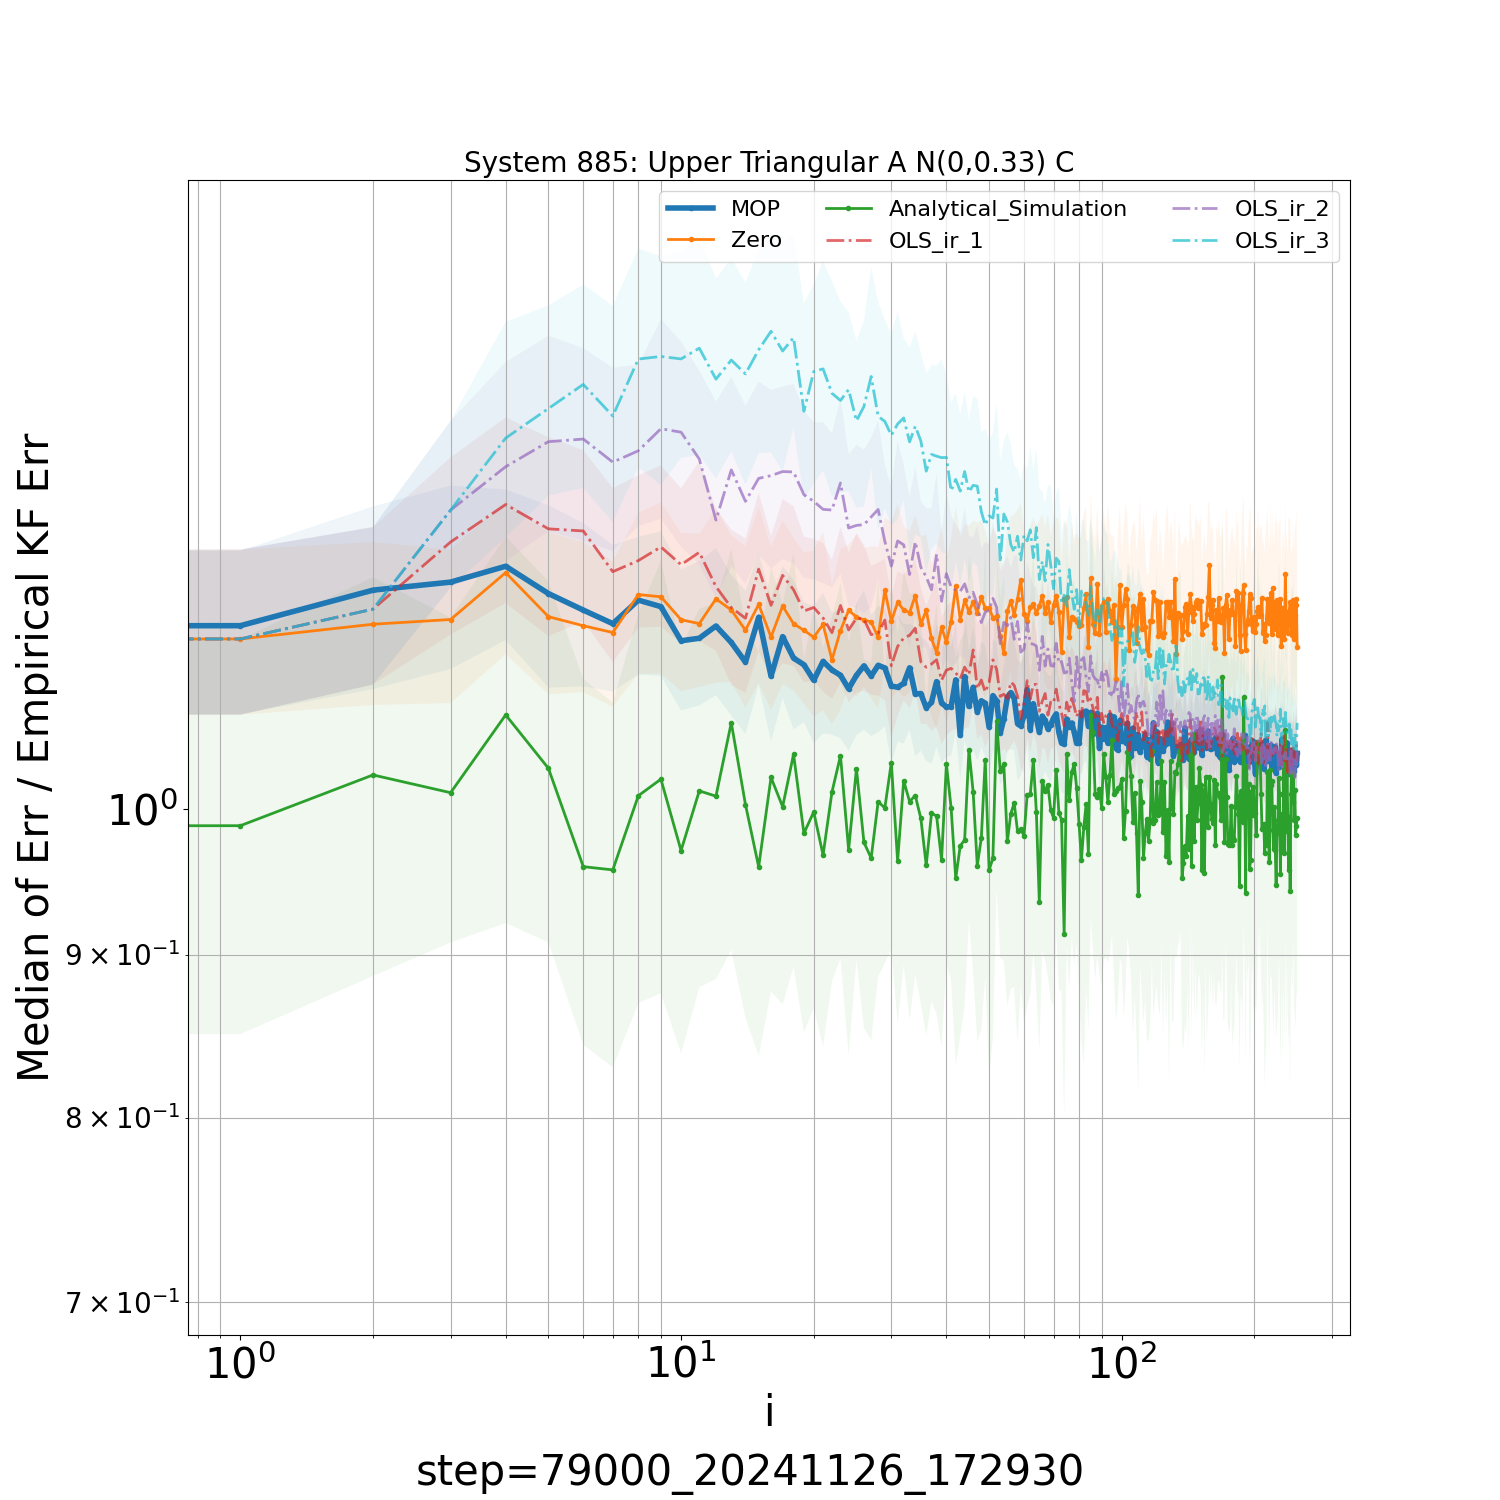 System 885: Upper Triangular A N(0,0.33) C
MOP
Zero
Analytical_Simulation
OLS_ir_1
OLS_ir_2
OLS_ir_3
Median of Err / Empirical KF Err
10⁰
9 × 10⁻¹
8 × 10⁻¹
7 × 10⁻¹
10⁰ 10¹ 10²
i
step=79000_20241126_172930